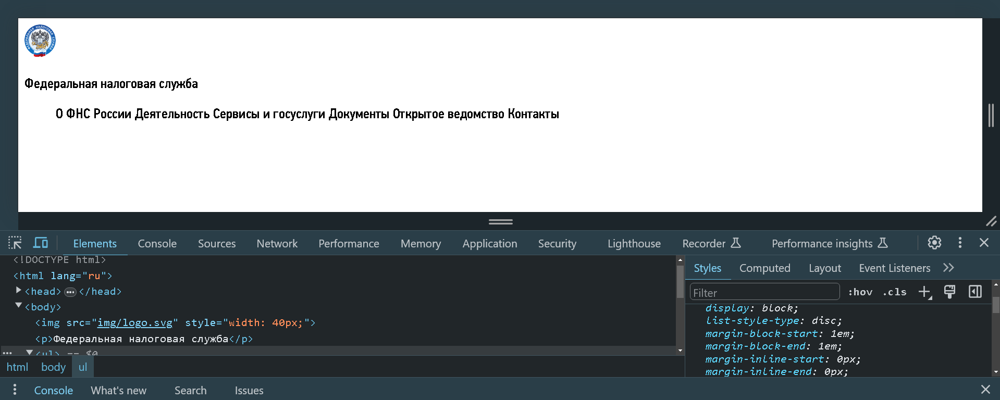 ФЕДЕРАЛЬНАЯ НАЛОГОВАЯ СЛУЖБА
Федеральная налоговая служба
О ФНС России Деятельность Сервисы и госуслуги Документы Открытое ведомство Контакты
Elements Console Sources Network Performance Memory Application Security Lighthouse Recorder Performance insights
<!DOCTYPE html>
<html lang="ru">
<head> … </head>
<body>
<img src="img/logo.svg" style="width: 40px;">
<p>Федеральная налоговая служба</p>
… <ul> == $0
html body ul
Styles Computed Layout Event Listeners
Filter :hov .cls
display: block;
list-style-type: disc;
margin-block-start: 1em;
margin-block-end: 1em;
margin-inline-start: 0px;
margin-inline-end: 0px;
Console What's new Search Issues